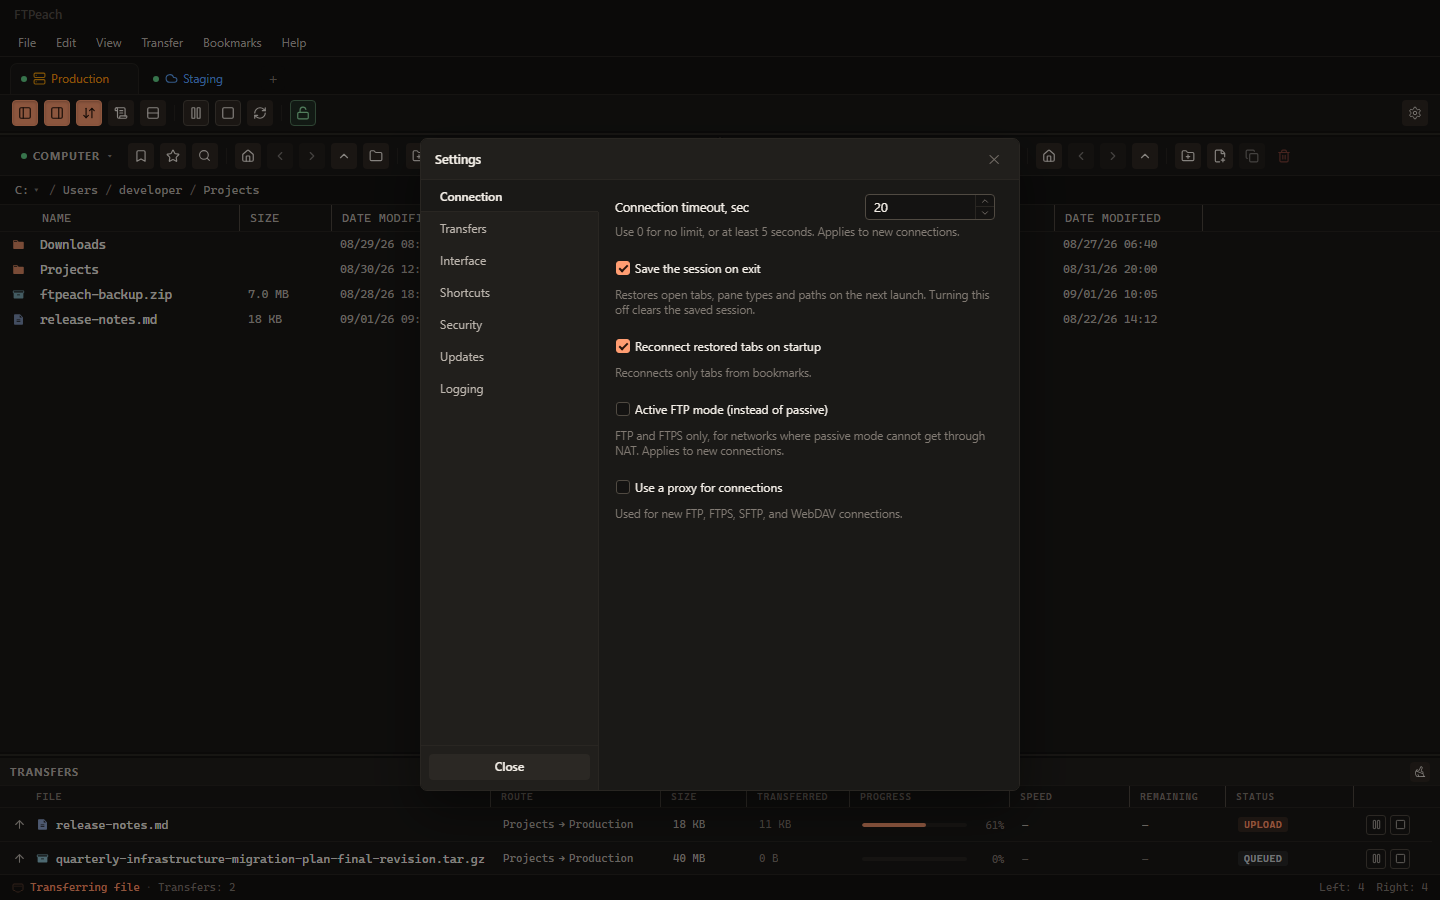 FTPeach
File Edit View Transfer Bookmarks Help
Production Staging +
COMPUTER
C: / Users / developer / Projects
NAME SIZE DATE MODIFI DATE MODIFIED
Downloads 08/29/26 08: 08/27/26 06:40
Projects 08/30/26 12: 08/31/26 20:00
ftpeach-backup.zip 7.0 MB 08/28/26 18: 09/01/26 10:05
release-notes.md 18 KB 09/01/26 09: 08/22/26 14:12
Settings
Connection
Transfers
Interface
Shortcuts
Security
Updates
Logging
Close
Connection timeout, sec 20
Use 0 for no limit, or at least 5 seconds. Applies to new connections.
Save the session on exit
Restores open tabs, pane types and paths on the next launch. Turning this
off clears the saved session.
Reconnect restored tabs on startup
Reconnects only tabs from bookmarks.
Active FTP mode (instead of passive)
FTP and FTPS only, for networks where passive mode cannot get through
NAT. Applies to new connections.
Use a proxy for connections
Used for new FTP, FTPS, SFTP, and WebDAV connections.
TRANSFERS
FILE ROUTE SIZE TRANSFERRED PROGRESS SPEED REMAINING STATUS
release-notes.md Projects → Production 18 KB 11 KB 61% — — UPLOAD
quarterly-infrastructure-migration-plan-final-revision.tar.gz Projects → Production 40 MB 0 B 0% — — QUEUED
Transferring file · Transfers: 2 Left: 4 Right: 4